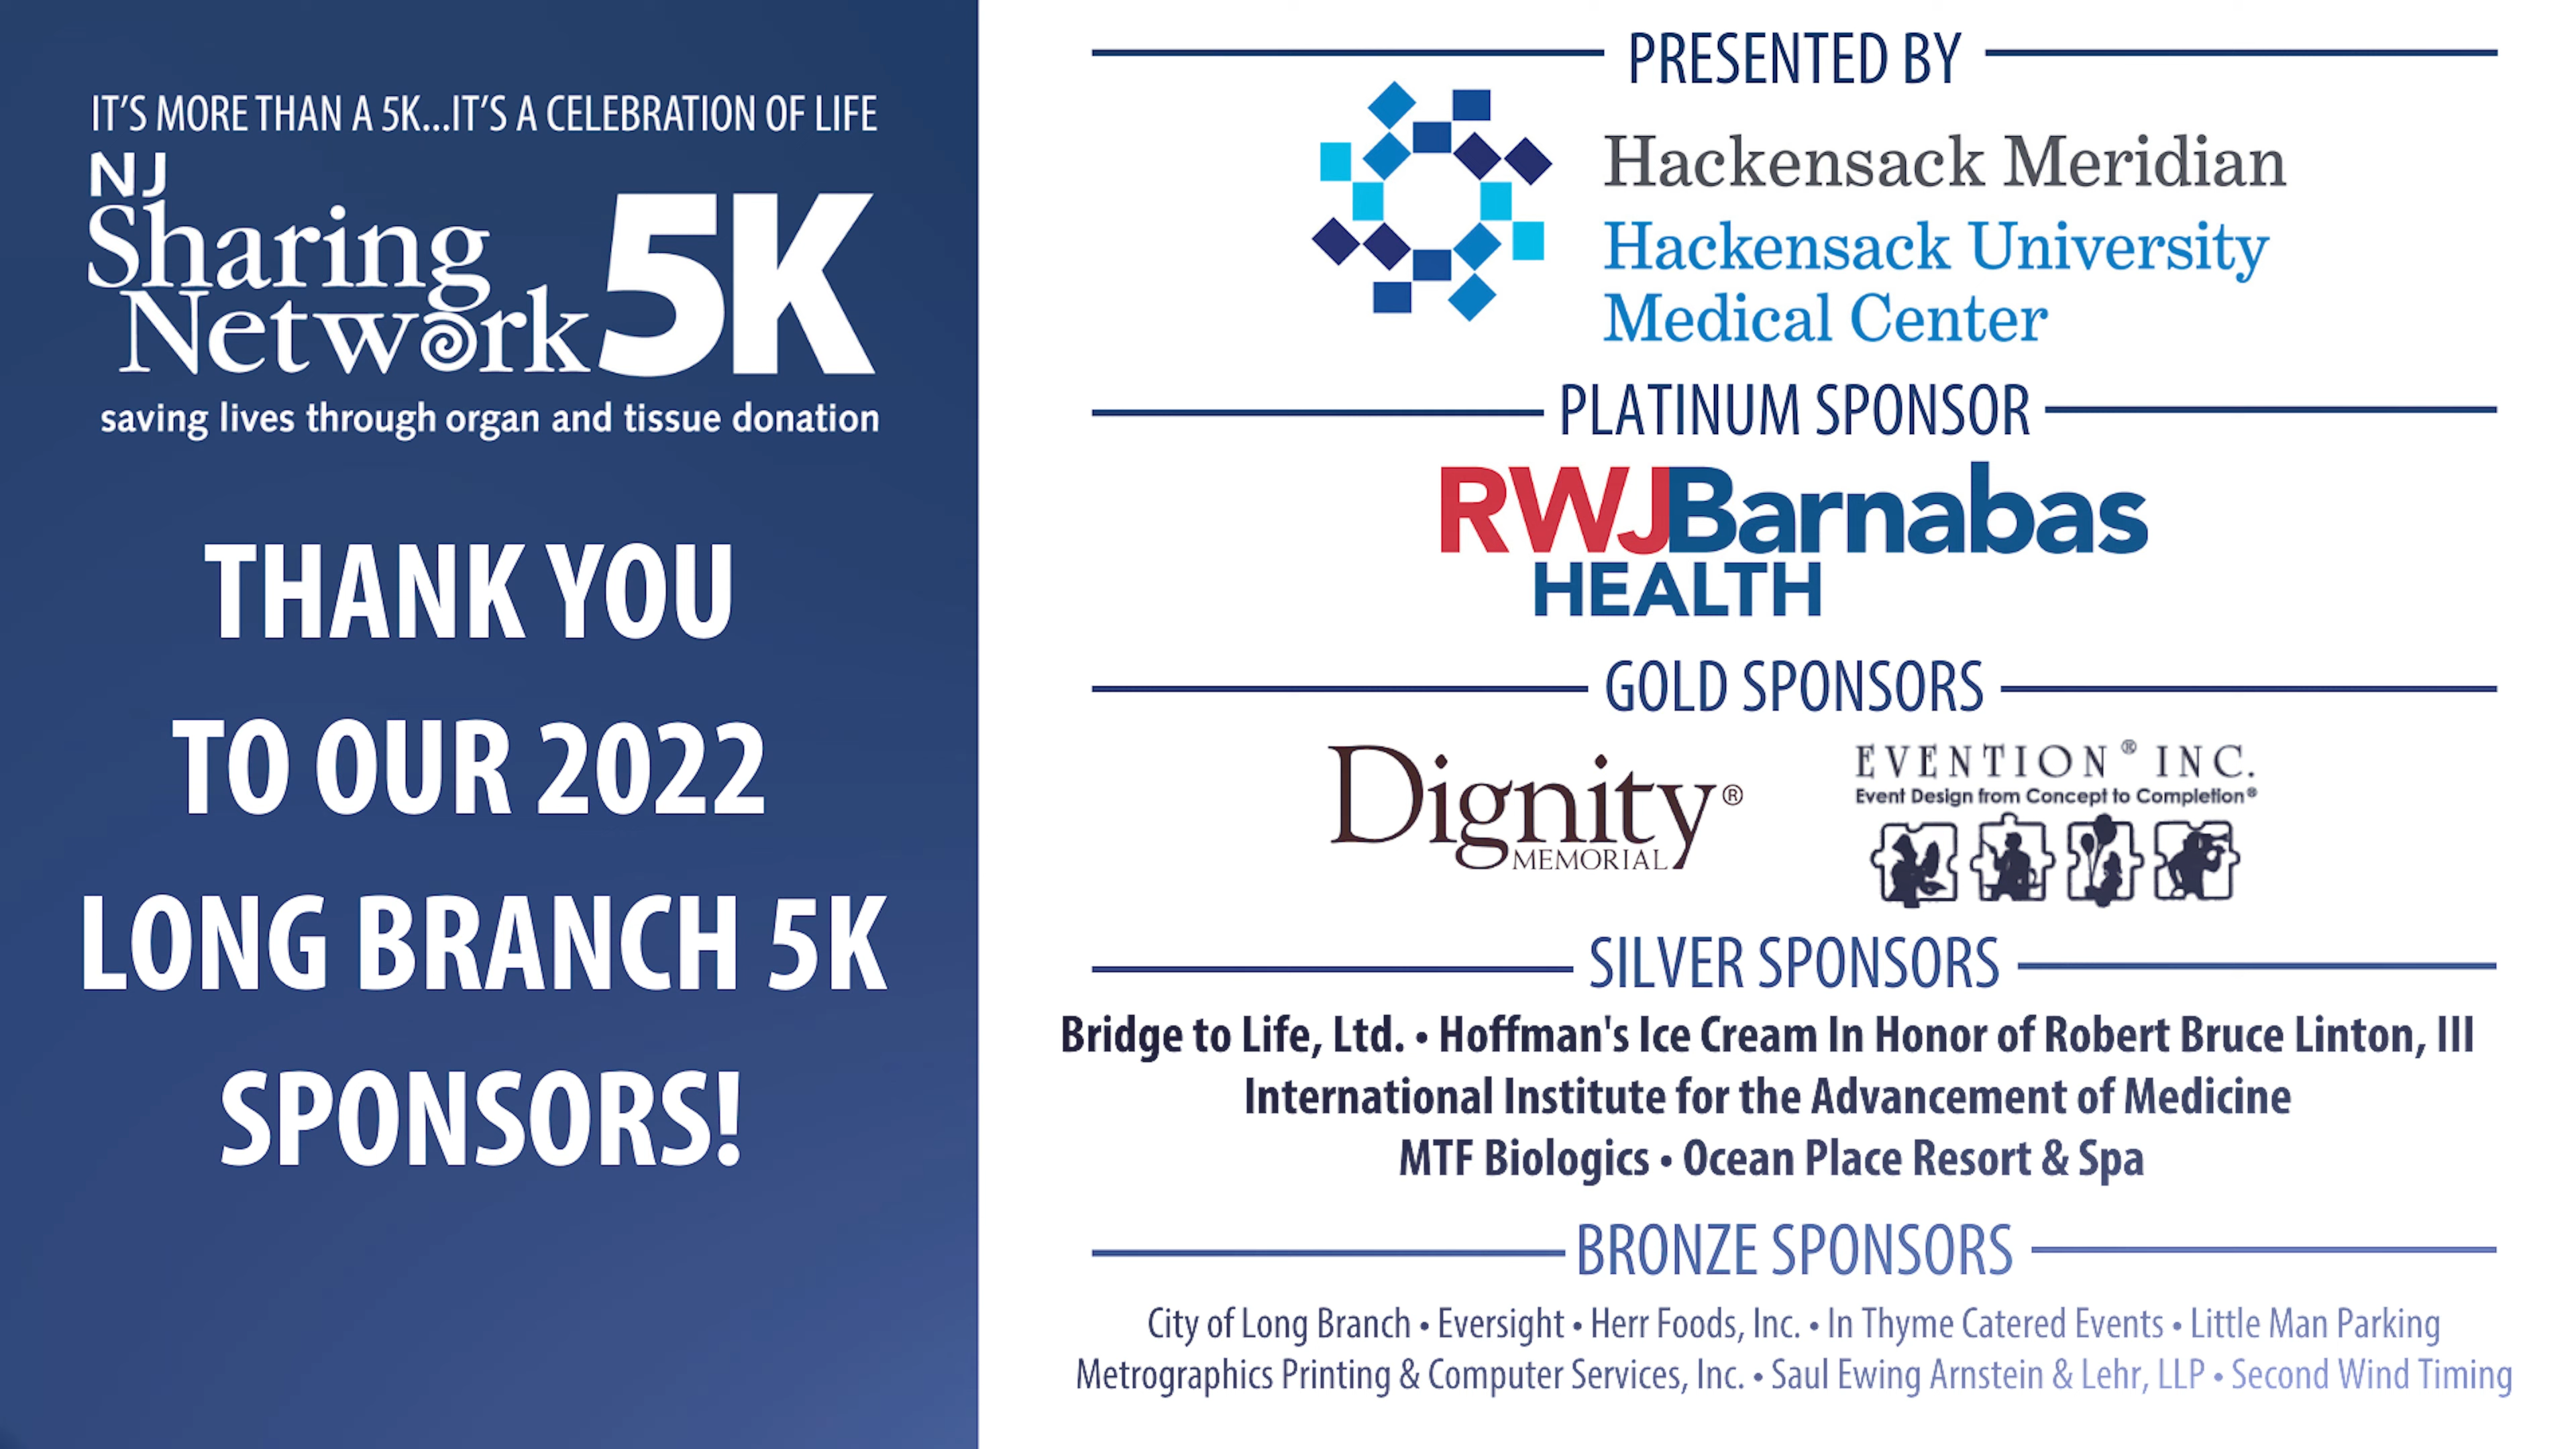 IT'S MORE THAN A 5K...IT'S A CELEBRATION OF LIFE
NJ
Sharing
Network 5K
saving lives through organ and tissue donation
THANK YOU
TO OUR 2022
LONG BRANCH 5K
SPONSORS!
PRESENTED BY
Hackensack Meridian
Hackensack University
Medical Center
PLATINUM SPONSOR
RWJBarnabas
HEALTH
GOLD SPONSORS
Dignity®
MEMORIAL
EVENTION® INC.
Event Design from Concept to Completion®
SILVER SPONSORS
Bridge to Life, Ltd. • Hoffman's Ice Cream In Honor of Robert Bruce Linton, III
International Institute for the Advancement of Medicine
MTF Biologics • Ocean Place Resort & Spa
BRONZE SPONSORS
City of Long Branch • Eversight • Herr Foods, Inc. • In Thyme Catered Events • Little Man Parking
Metrographics Printing & Computer Services, Inc. • Saul Ewing Arnstein & Lehr, LLP • Second Wind Timing